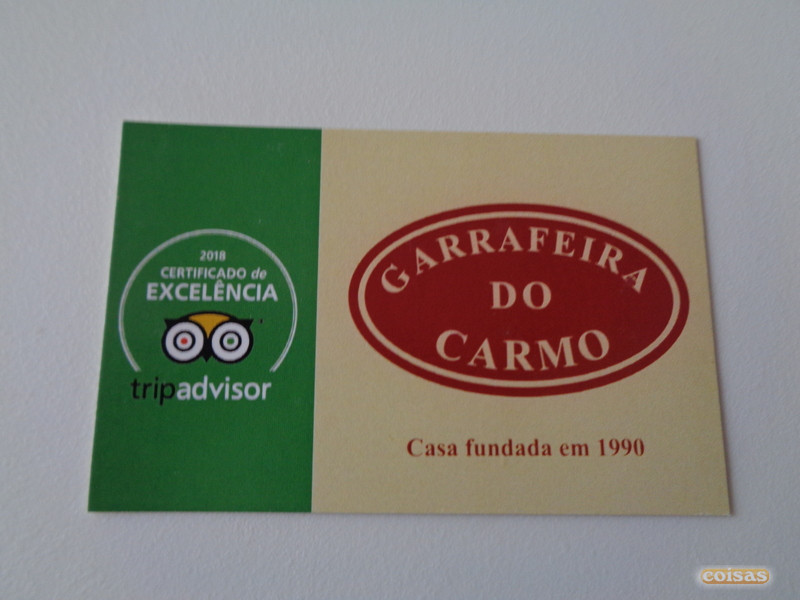 2018
CERTIFICADO de
EXCELÊNCIA
tripadvisor
GARRAFEIRA
DO
CARMO
Casa fundada em 1990
coisas